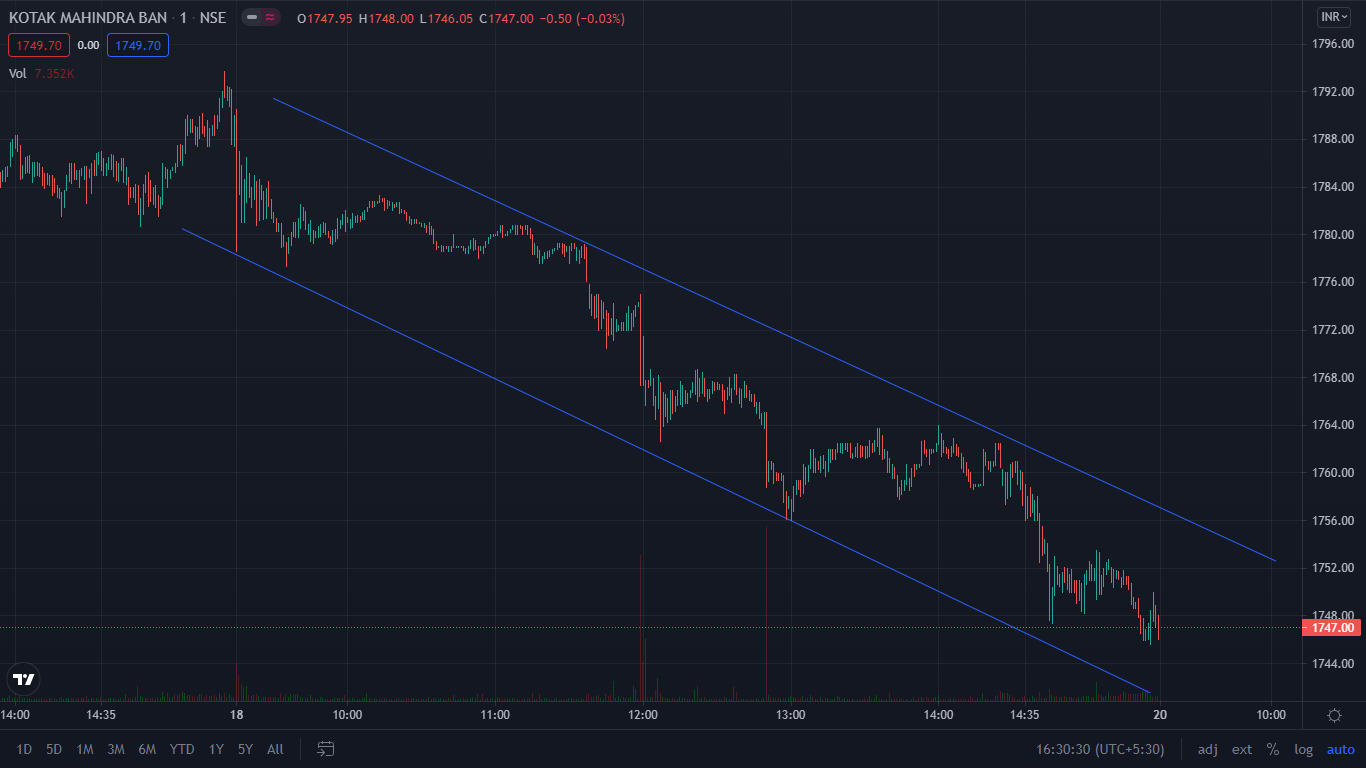 KOTAK MAHINDRA BAN · 1 · NSE O1747.95 H1748.00 L1746.05 C1747.00 −0.50 (−0.03%)
INR
1749.70 0.00 1749.70
Vol 7.352K
1796.00
1792.00
1788.00
1784.00
1780.00
1776.00
1772.00
1768.00
1764.00
1760.00
1756.00
1752.00
1748.00
1747.00
1744.00
14:00 14:35 18 10:00 11:00 12:00 13:00 14:00 14:35 20 10:00
1D 5D 1M 3M 6M YTD 1Y 5Y All 16:30:30 (UTC+5:30) adj ext % log auto